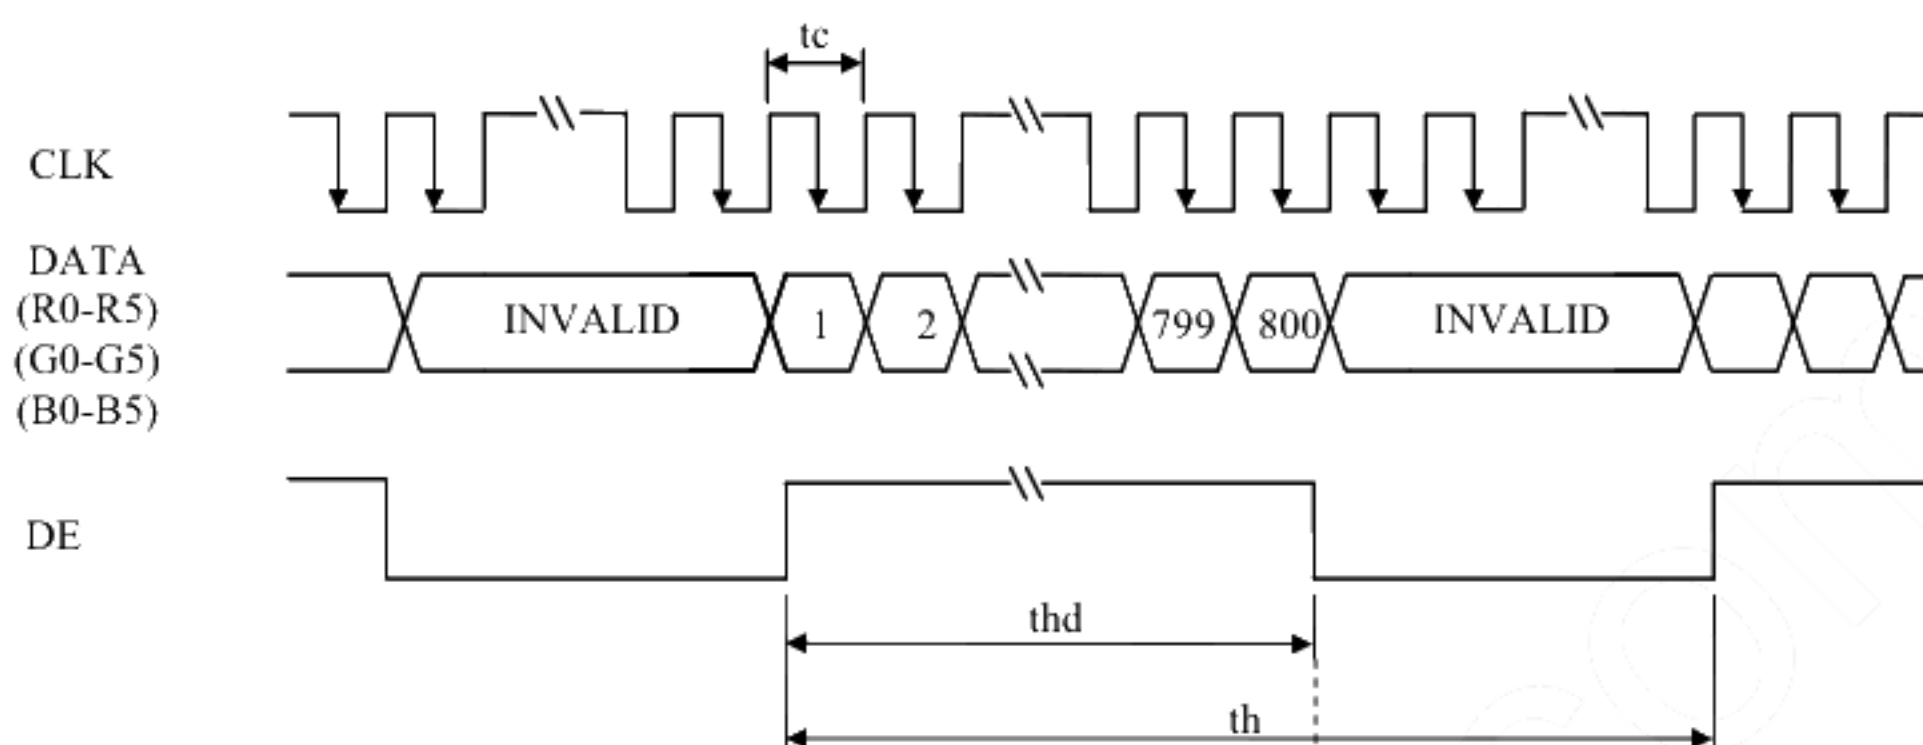 tc
CLK
DATA
(R0-R5)
(G0-G5)
(B0-B5)
INVALID 1 2 799 800 INVALID
DE
thd
th